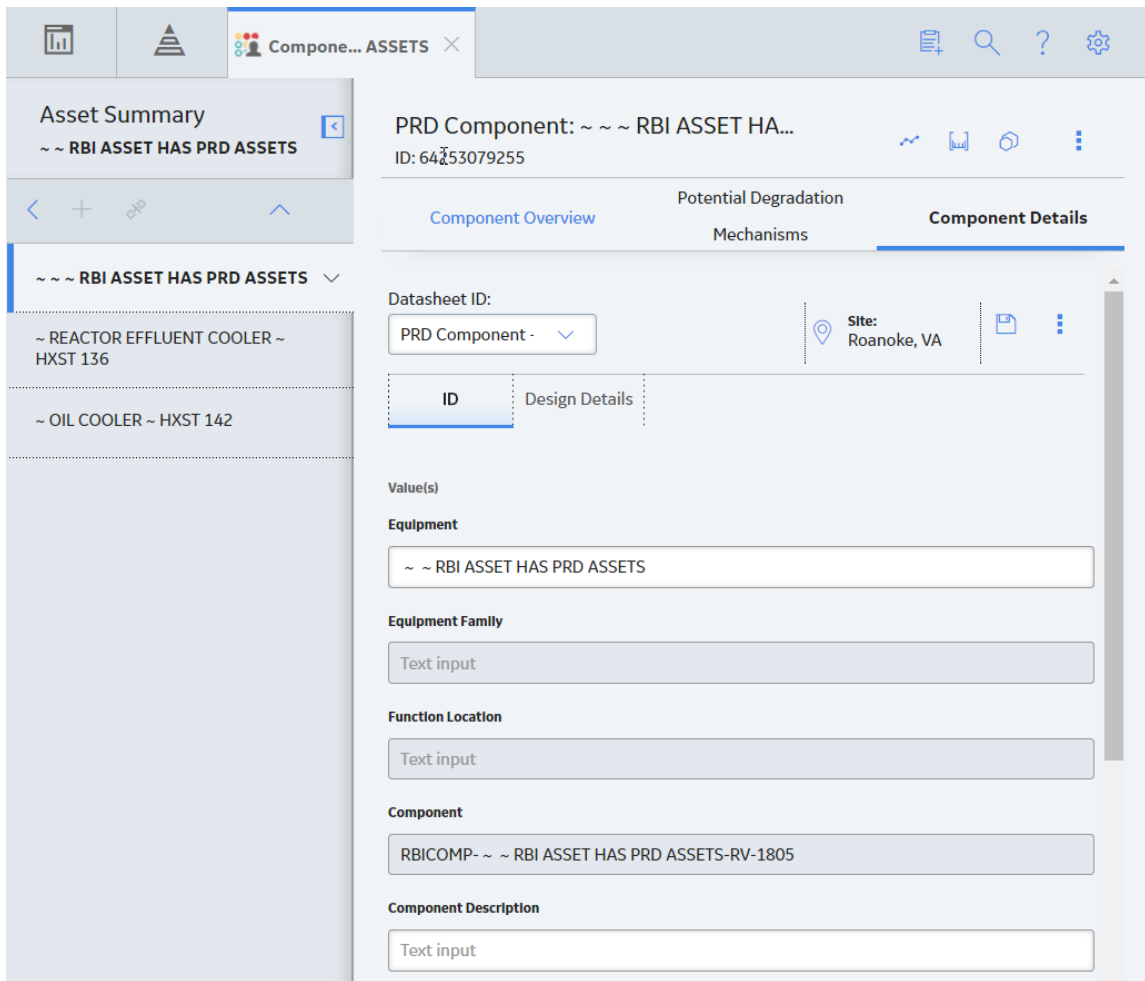 Compone... ASSETS
Asset Summary
~ ~ RBI ASSET HAS PRD ASSETS
PRD Component: ~ ~ ~ RBI ASSET HA...
ID: 64253079255
Component Overview
Potential Degradation
Mechanisms
Component Details
~ ~ ~ RBI ASSET HAS PRD ASSETS
~ REACTOR EFFLUENT COOLER ~
HXST 136
~ OIL COOLER ~ HXST 142
Datasheet ID:
PRD Component -
Site:
Roanoke, VA
ID
Design Details
Value(s)
Equipment
~ ~ RBI ASSET HAS PRD ASSETS
Equipment Family
Text input
Function Location
Text input
Component
RBICOMP- ~ ~ RBI ASSET HAS PRD ASSETS-RV-1805
Component Description
Text input